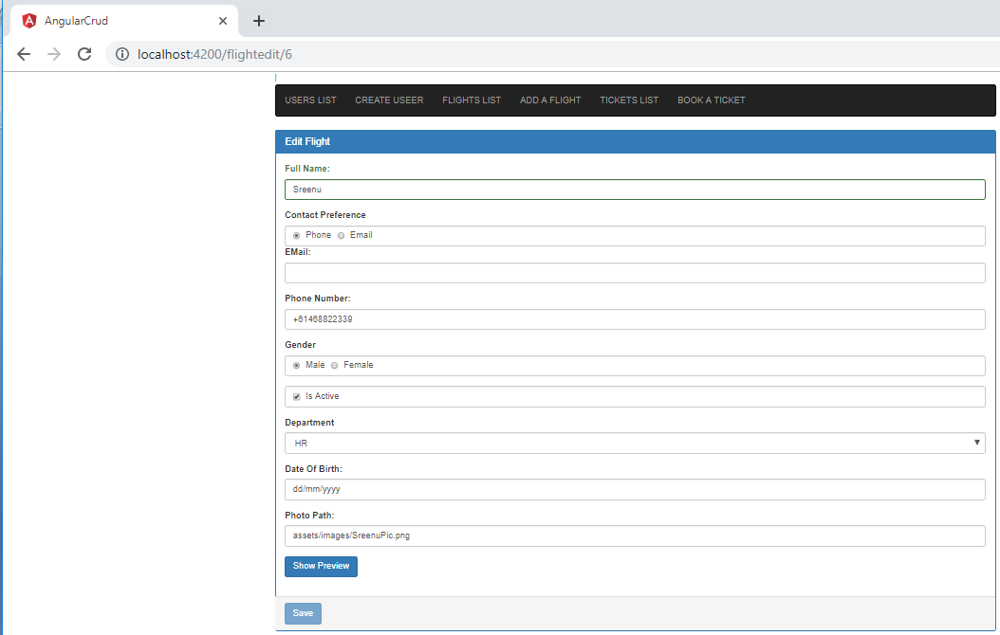 AngularCrud
localhost:4200/flightedit/6
USERS LIST CREATE USEER FLIGHTS LIST ADD A FLIGHT TICKETS LIST BOOK A TICKET
Edit Flight
Full Name:
Sreenu
Contact Preference
Phone Email
EMail:
Phone Number:
+61468822339
Gender
Male Female
Is Active
Department
HR
Date Of Birth:
dd/mm/yyyy
Photo Path:
assets/images/SreenuPic.png
Show Preview
Save